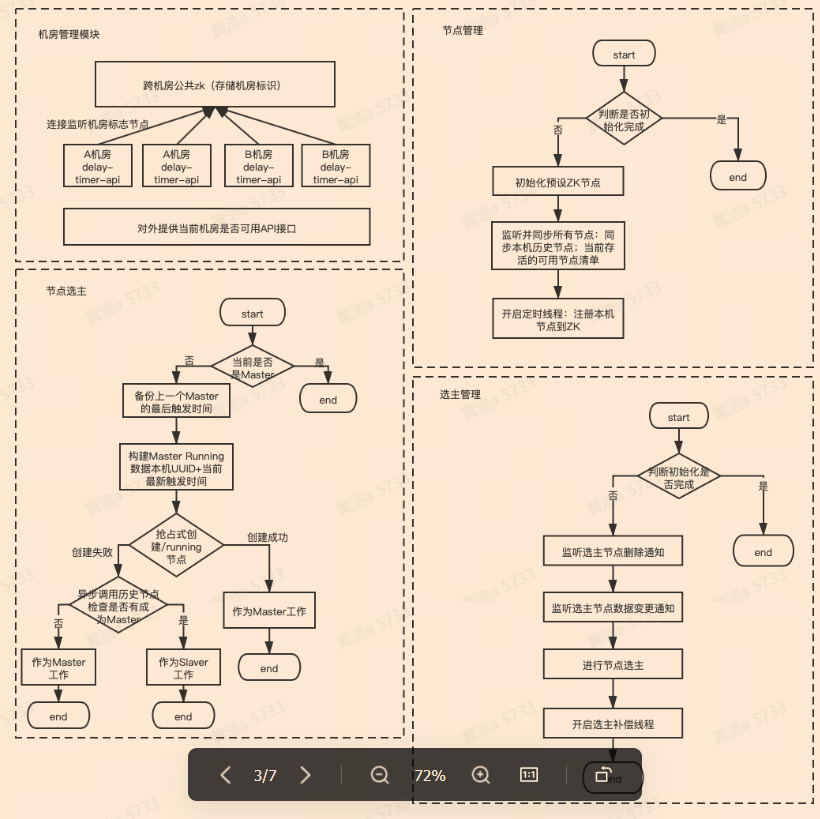 机房管理模块
跨机房公共zk（存储机房标识）
连接监听机房标志节点
A机房
delay-
timer-api
A机房
delay-
timer-api
B机房
delay-
timer-api
B机房
delay-
timer-api
对外提供当前机房是否可用API接口
节点管理
start
判断是否初
始化完成
否
是
end
初始化预设ZK节点
监听并同步所有节点：同
步本机历史节点；当前存
活的可用节点清单
开启定时线程：注册本机
节点到ZK
节点选主
start
当前是否
是Master
否
是
end
备份上一个Master
的最后触发时间
构建Master Running
数据本机UUID+当前
最新触发时间
抢占式创
建/running
节点
创建失败
创建成功
异步调用历史节点
检查是否有成
为Master
作为Master工作
end
否
是
作为Master
工作
作为Slaver
工作
end
end
选主管理
start
判断初始化是
否完成
否
是
end
监听选主节点删除通知
监听选主节点数据变更通知
进行节点选主
开启选主补偿线程
end
3/7
72%
1:1
黄浩a 5733